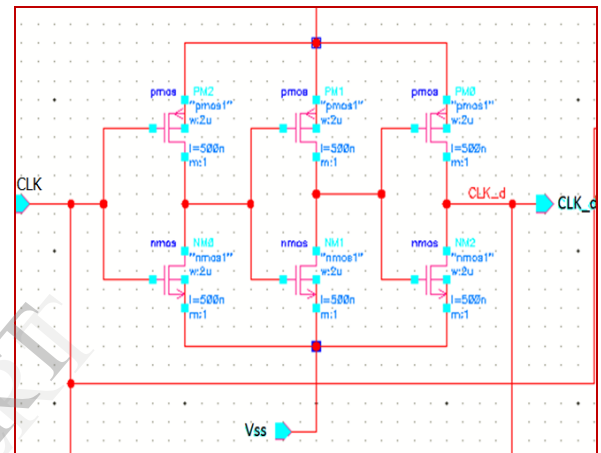 pmos PM2 pmos PM1 pmos PM0
"pmos1" "pmos1" "pmos1"
w:2u w:2u w:2u
l=500n l=500n l=500n
m:1 m:1 m:1
CLK CLK_d CLK_d
nmos NM0 nmos NM1 nmos NM2
"nmos1" "nmos1" "nmos1"
w:2u w:2u w:2u
l=500n l=500n l=500n
m:1 m:1 m:1
Vss